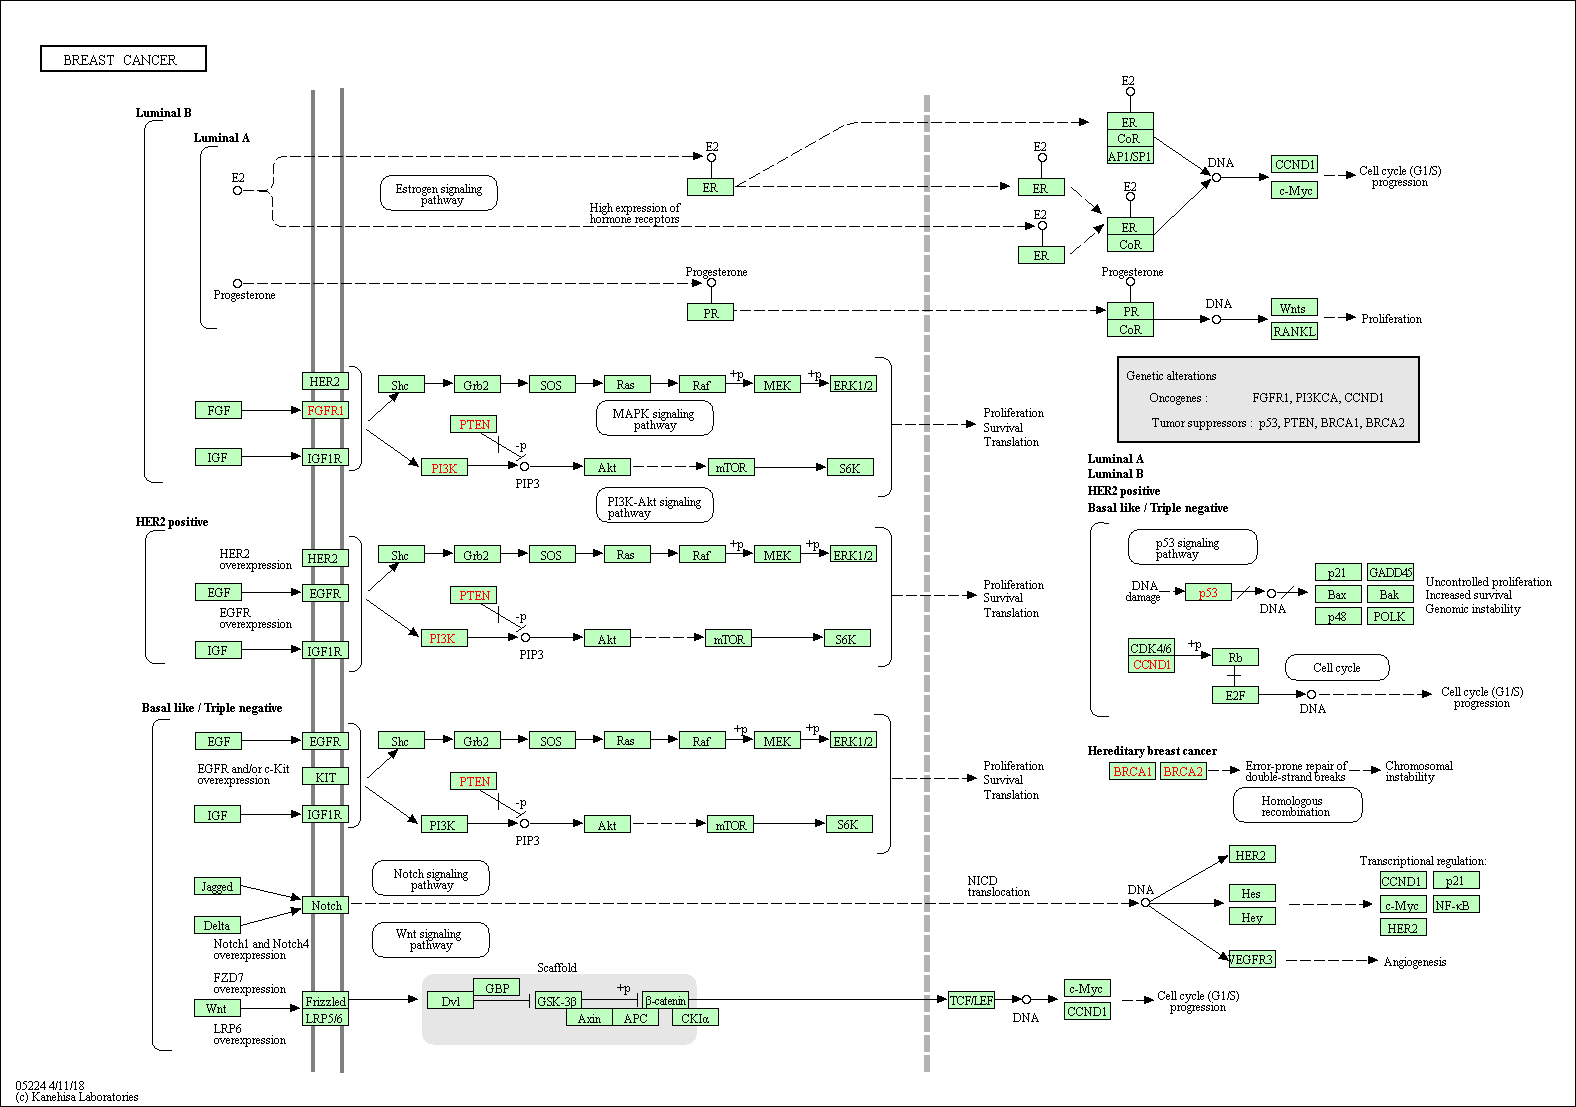 BREAST CANCER
Luminal B
Luminal A
E2
Estrogen signaling
pathway
High expression of
hormone receptors
E2
ER
E2
ER
E2
ER
E2
ER
CoR
AP1/SP1
E2
ER
CoR
DNA
CCND1
c-Myc
Cell cycle (G1/S)
progression
Progesterone
Progesterone
PR
Progesterone
PR
CoR
DNA
Wnts
RANKL
Proliferation
HER2
FGF
FGFR1
IGF
IGF1R
Shc
Grb2
SOS
Ras
Raf
+p
MEK
+p
ERK1/2
MAPK signaling
pathway
PTEN
-p
PI3K
PIP3
Akt
mTOR
S6K
PI3K-Akt signaling
pathway
Proliferation
Survival
Translation
Genetic alterations
Oncogenes : FGFR1, PI3KCA, CCND1
Tumor suppressors : p53, PTEN, BRCA1, BRCA2
HER2 positive
HER2
overexpression
HER2
EGF
EGFR
EGFR
overexpression
IGF
IGF1R
Shc
Grb2
SOS
Ras
Raf
+p
MEK
+p
ERK1/2
PTEN
-p
PI3K
PIP3
Akt
mTOR
S6K
Proliferation
Survival
Translation
Luminal A
Luminal B
HER2 positive
Basal like / Triple negative
p53 signaling
pathway
DNA
damage
p53
DNA
p21
GADD45
Bax
Bak
p48
POLK
Uncontrolled proliferation
Increased survival
Genomic instability
CDK4/6
CCND1
+p
Rb
E2F
Cell cycle
DNA
Cell cycle (G1/S)
progression
Basal like / Triple negative
EGF
EGFR
EGFR and/or c-Kit
overexpression
KIT
IGF
IGF1R
Shc
Grb2
SOS
Ras
Raf
+p
MEK
+p
ERK1/2
PTEN
-p
PI3K
PIP3
Akt
mTOR
S6K
Proliferation
Survival
Translation
Hereditary breast cancer
BRCA1
BRCA2
Error-prone repair of
double-strand breaks
Chromosomal
instability
Homologous
recombination
Jagged
Delta
Notch
Notch1 and Notch4
overexpression
Notch signaling
pathway
NICD
translocation
DNA
HER2
Hes
Hey
VEGFR3
Transcriptional regulation:
CCND1
p21
c-Myc
NF-κB
HER2
Angiogenesis
Wnt signaling
pathway
FZD7
overexpression
Wnt
Frizzled
LRP5/6
LRP6
overexpression
Scaffold
Dvl
GBP
GSK-3β
+p
β-catenin
Axin
APC
CKIα
TCF/LEF
DNA
c-Myc
CCND1
Cell cycle (G1/S)
progression
05224 4/11/18
(c) Kanehisa Laboratories